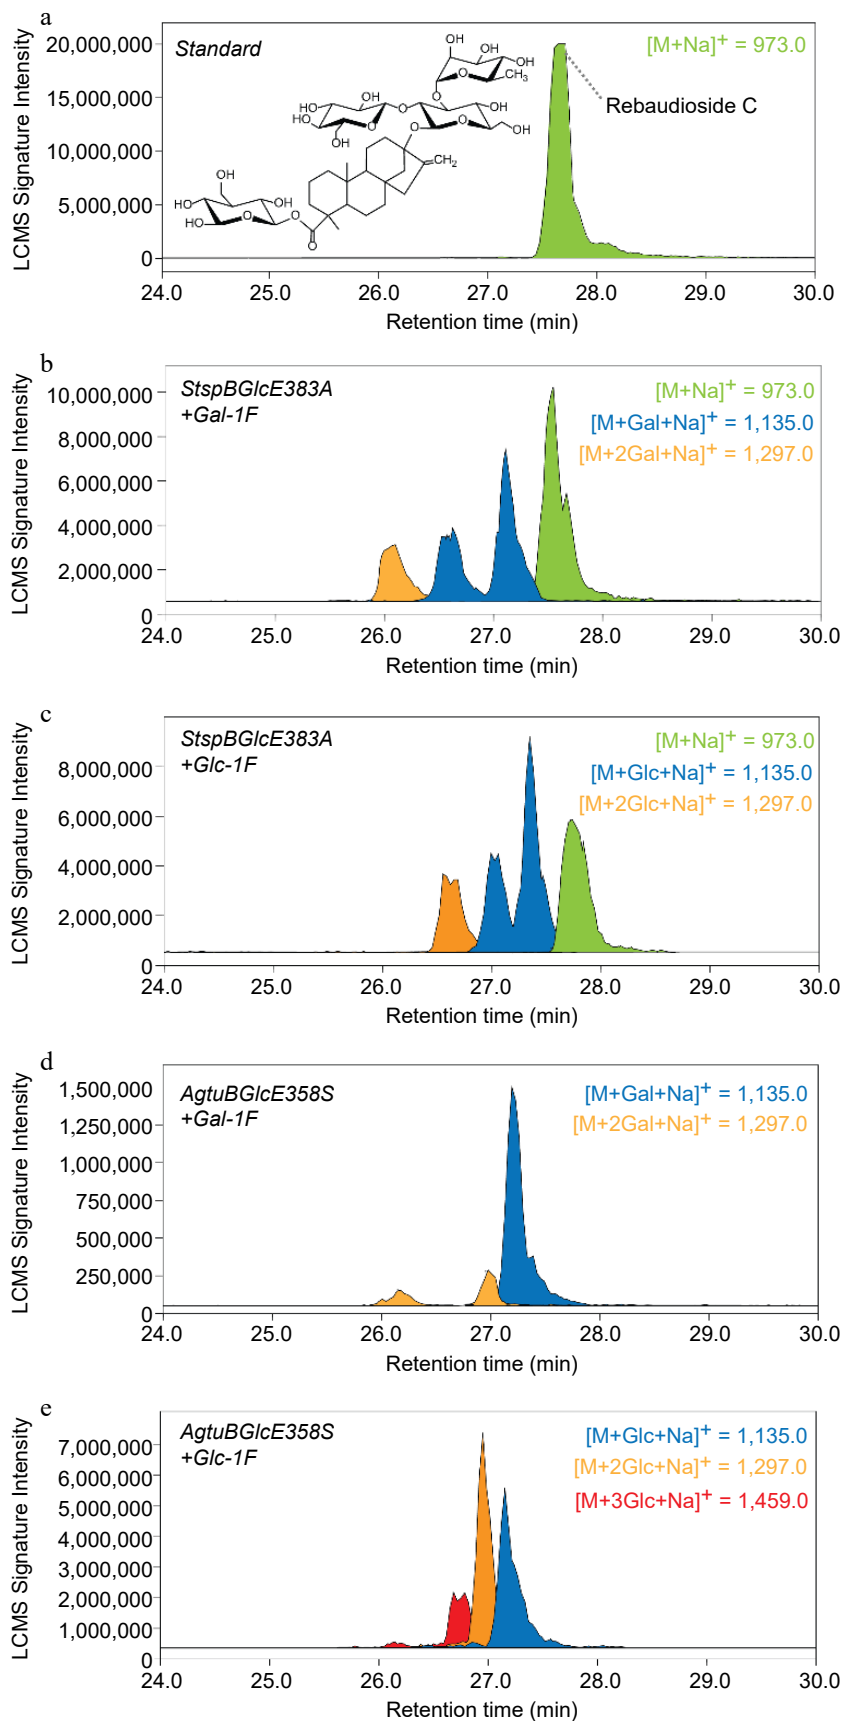 a
Standard
[M+Na]+ = 973.0
Rebaudioside C
LCMS Signature Intensity
20,000,000
15,000,000
10,000,000
5,000,000
0
OH
OH
OH
O
CH3
O
OH
HO
HO
O
OH
O
O
OH
OH
O
OH
CH2
OH
HO
OH
HO
O
O
O
24.0 25.0 26.0 27.0 28.0 29.0 30.0
Retention time (min)
b
StspBGlcE383A
+Gal-1F
[M+Na]+ = 973.0
[M+Gal+Na]+ = 1,135.0
[M+2Gal+Na]+ = 1,297.0
LCMS Signature Intensity
10,000,000
8,000,000
6,000,000
4,000,000
2,000,000
0
24.0 25.0 26.0 27.0 28.0 29.0 30.0
Retention time (min)
c
StspBGlcE383A
+Glc-1F
[M+Na]+ = 973.0
[M+Glc+Na]+ = 1,135.0
[M+2Glc+Na]+ = 1,297.0
LCMS Signature Intensity
8,000,000
6,000,000
4,000,000
2,000,000
0
24.0 25.0 26.0 27.0 28.0 29.0 30.0
Retention time (min)
d
AgtuBGlcE358S
+Gal-1F
[M+Gal+Na]+ = 1,135.0
[M+2Gal+Na]+ = 1,297.0
LCMS Signature Intensity
1,500,000
1,250,000
1,000,000
750,000
500,000
250,000
0
24.0 25.0 26.0 27.0 28.0 29.0 30.0
Retention time (min)
e
AgtuBGlcE358S
+Glc-1F
[M+Glc+Na]+ = 1,135.0
[M+2Glc+Na]+ = 1,297.0
[M+3Glc+Na]+ = 1,459.0
LCMS Signature Intensity
7,000,000
6,000,000
5,000,000
4,000,000
3,000,000
2,000,000
1,000,000
0
24.0 25.0 26.0 27.0 28.0 29.0 30.0
Retention time (min)